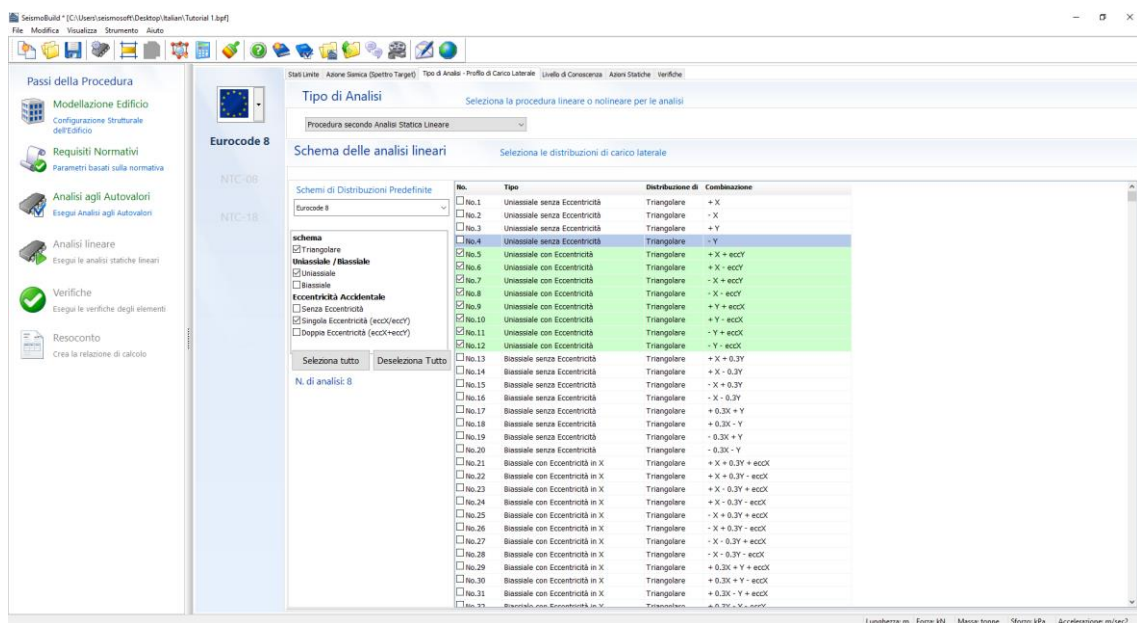 SeismoBuild * [C:\Users\seismosoft\Desktop\Italian\Tutorial 1.bpf]
File Modifica Visualizza Strumento Aiuto
Passi della Procedura
Modellazione Edificio
Configurazione Strutturale
dell'Edificio
Requisiti Normativi
Parametri basati sulla normativa
Analisi agli Autovalori
Esegui Analisi agli Autovalori
Analisi lineare
Esegui le analisi statiche lineari
Verifiche
Esegui le verifiche degli elementi
Resoconto
Crea la relazione di calcolo
Eurocode 8
NTC-08
NTC-18
Stati Limite Azione Sismica (Spettro Target) Tipo di Analisi - Profilo di Carico Laterale Livello di Conoscenza Azioni Statiche Verifiche
Tipo di Analisi Seleziona la procedura lineare o nolineare per le analisi
Procedura secondo Analisi Statica Lineare
Schema delle analisi lineari Seleziona le distribuzioni di carico laterale
Schemi di Distribuzioni Predefinite
Eurocode 8
schema
Triangolare
Uniassiale /Biassiale
Uniassiale
Biassiale
Eccentricità Accidentale
Senza Eccentricità
Singola Eccentricità (eccX/eccY)
Doppia Eccentricità (eccX+eccY)
Seleziona tutto Deseleziona Tutto
N. di analisi: 8
No. Tipo Distribuzione di Combinazione
No.1 Uniassiale senza Eccentricità Triangolare + X
No.2 Uniassiale senza Eccentricità Triangolare - X
No.3 Uniassiale senza Eccentricità Triangolare + Y
No.4 Uniassiale senza Eccentricità Triangolare - Y
No.5 Uniassiale con Eccentricità Triangolare + X + eccY
No.6 Uniassiale con Eccentricità Triangolare + X - eccY
No.7 Uniassiale con Eccentricità Triangolare - X + eccY
No.8 Uniassiale con Eccentricità Triangolare - X - eccY
No.9 Uniassiale con Eccentricità Triangolare + Y + eccX
No.10 Uniassiale con Eccentricità Triangolare + Y - eccX
No.11 Uniassiale con Eccentricità Triangolare - Y + eccX
No.12 Uniassiale con Eccentricità Triangolare - Y - eccX
No.13 Biassiale senza Eccentricità Triangolare + X + 0.3Y
No.14 Biassiale senza Eccentricità Triangolare + X - 0.3Y
No.15 Biassiale senza Eccentricità Triangolare - X + 0.3Y
No.16 Biassiale senza Eccentricità Triangolare - X - 0.3Y
No.17 Biassiale senza Eccentricità Triangolare + 0.3X + Y
No.18 Biassiale senza Eccentricità Triangolare + 0.3X - Y
No.19 Biassiale senza Eccentricità Triangolare - 0.3X + Y
No.20 Biassiale senza Eccentricità Triangolare - 0.3X - Y
No.21 Biassiale con Eccentricità in X Triangolare + X + 0.3Y + eccX
No.22 Biassiale con Eccentricità in X Triangolare + X + 0.3Y - eccX
No.23 Biassiale con Eccentricità in X Triangolare + X - 0.3Y + eccX
No.24 Biassiale con Eccentricità in X Triangolare + X - 0.3Y - eccX
No.25 Biassiale con Eccentricità in X Triangolare - X + 0.3Y + eccX
No.26 Biassiale con Eccentricità in X Triangolare - X + 0.3Y - eccX
No.27 Biassiale con Eccentricità in X Triangolare - X - 0.3Y + eccX
No.28 Biassiale con Eccentricità in X Triangolare - X - 0.3Y - eccX
No.29 Biassiale con Eccentricità in X Triangolare + 0.3X + Y + eccX
No.30 Biassiale con Eccentricità in X Triangolare + 0.3X + Y - eccX
No.31 Biassiale con Eccentricità in X Triangolare + 0.3X - Y + eccX
No.32 Biassiale con Eccentricità in X Triangolare + 0.3X - Y - eccX
Lunghezza: m Forza: kN Massa: tonne Sforzo: kPa Accelerazione: m/sec2